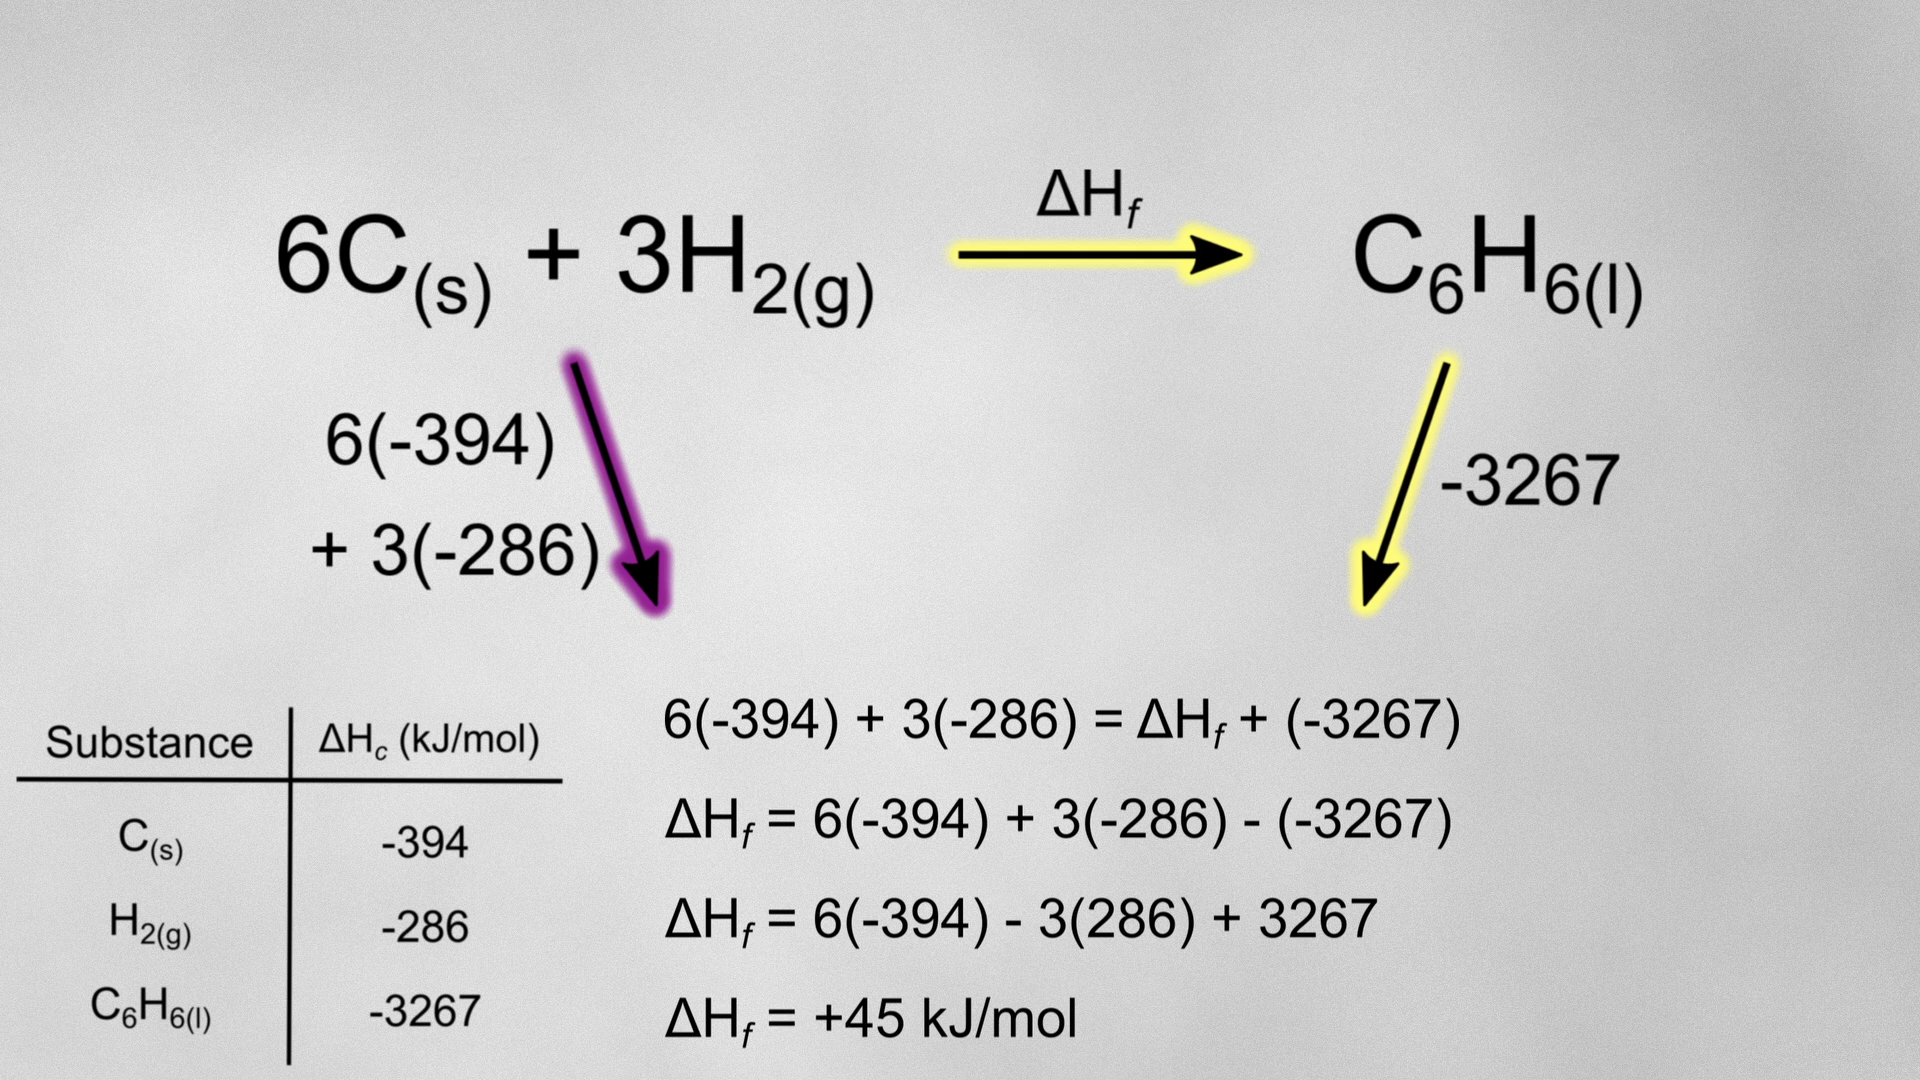 ΔH𝑓
6C(s) + 3H2(g)
C6H6(l)
6(-394)
+ 3(-286)
-3267
Substance ΔHc (kJ/mol)
C(s) -394
H2(g) -286
C6H6(l) -3267
6(-394) + 3(-286) = ΔHf + (-3267)
ΔHf = 6(-394) + 3(-286) - (-3267)
ΔHf = 6(-394) - 3(286) + 3267
ΔHf = +45 kJ/mol